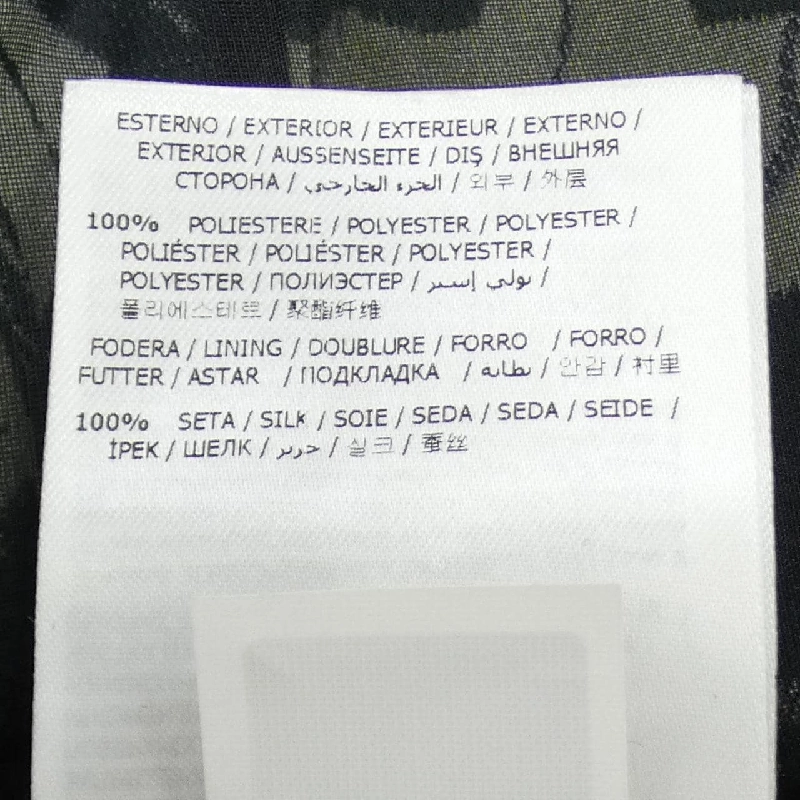 ESTERNO / EXTERIOR / EXTERIEUR / EXTERNO /
EXTERIOR / AUSSENSEITE / DIŞ / ВНЕШНЯЯ
СТОРОНА / الجزء الخارجي / 외부 / 外层
100% POLIESTERE / POLYESTER / POLYESTER /
POLIÉSTER / POLIÉSTER / POLYESTER /
POLYESTER / ПОЛИЭСТЕР / بولي إستر /
폴리에스테르 / 聚酯纤维
FODERA / LINING / DOUBLURE / FORRO / FORRO /
FUTTER / ASTAR / ПОДКЛАДКА / بطانه / 안감 / 衬里
100% SETA / SILK / SOIE / SEDA / SEDA / SEIDE /
İPEK / ШЕЛК / حرير / 실크 / 蚕丝